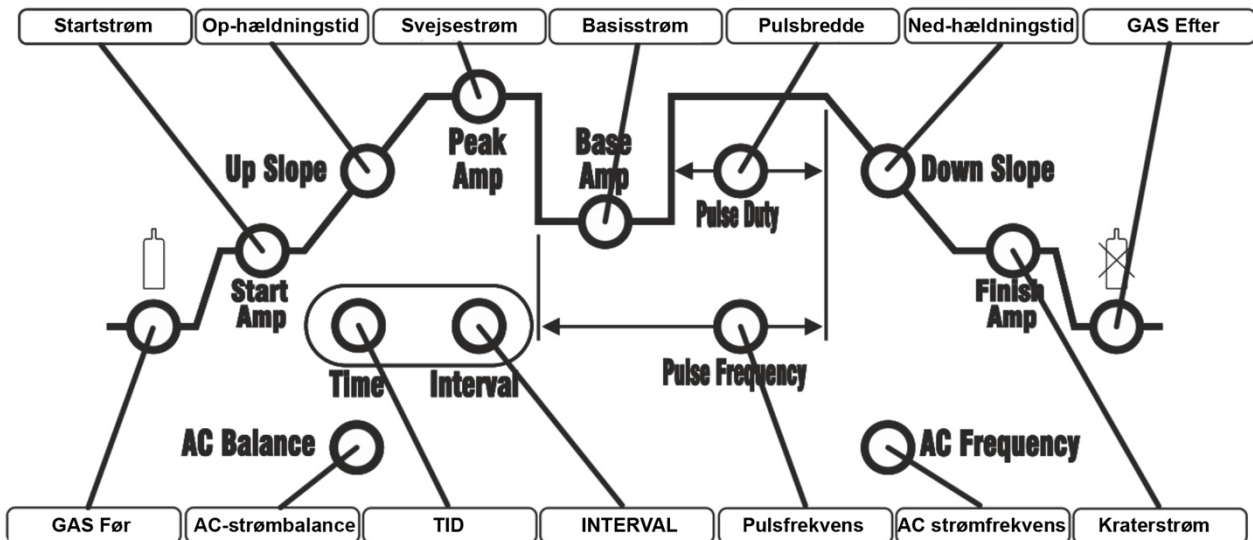 Startstrøm
Op-hældningstid
Svejsestrøm
Basisstrøm
Pulsbredde
Ned-hældningstid
GAS Efter
Up Slope
Peak
Amp
Base
Amp
Pulse Duty
Down Slope
Start
Amp
Finish
Amp
Time
Interval
Pulse Frequency
AC Balance
AC Frequency
GAS Før
AC-strømbalance
TID
INTERVAL
Pulsfrekvens
AC strømfrekvens
Kraterstrøm